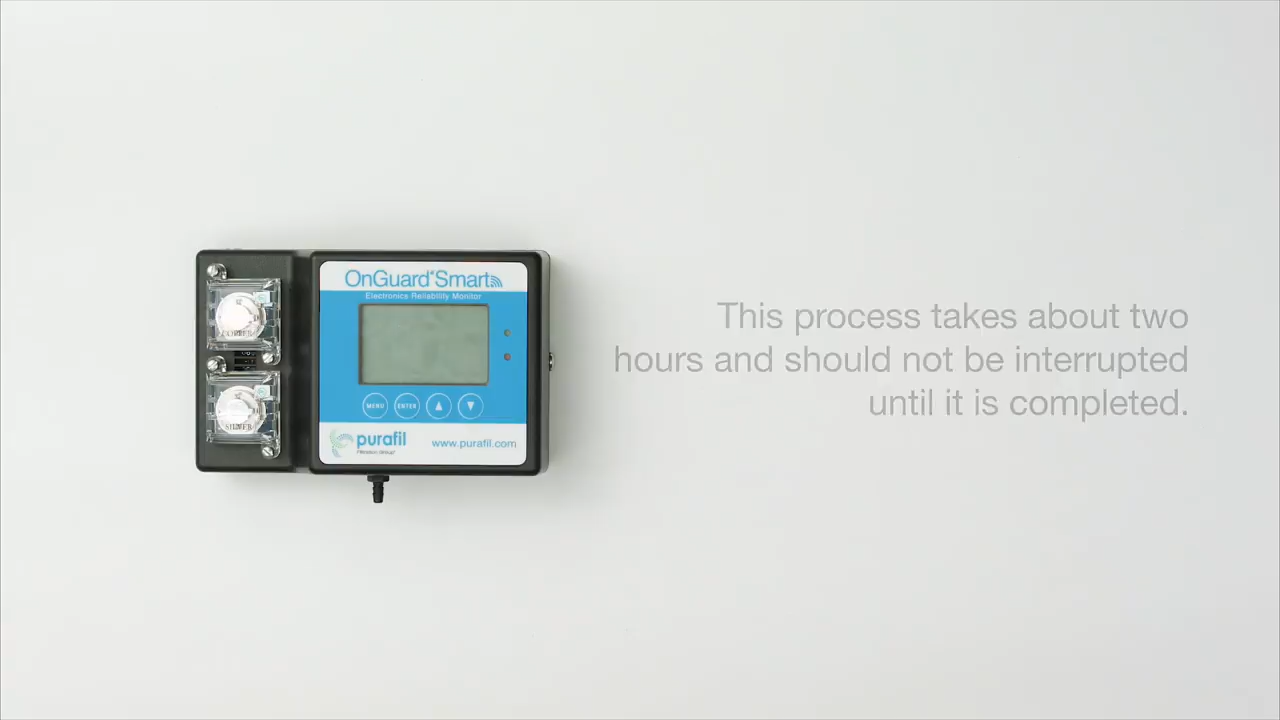 OnGuard Smart
Electronics Reliability Monitor
This process takes about two
hours and should not be interrupted
until it is completed.
COPPER
SILVER
MENU
ENTER
purafil
www.purafil.com